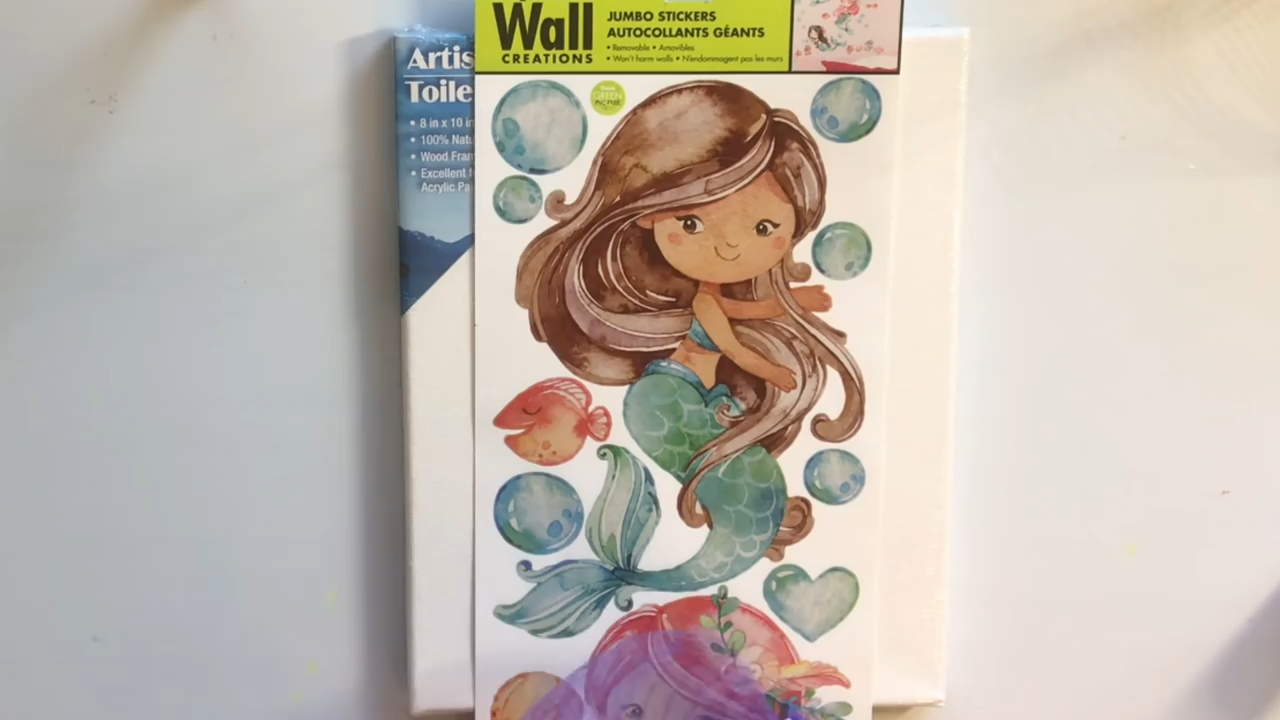 Wall
CREATIONS
JUMBO STICKERS
AUTOCOLLANTS GÉANTS
• Removable • Amovibles
• Won't harm walls • N'endommagent pas les murs
GREEN
Artis
Toile
• 8 in x 10 in
• 100% Natu
• Wood Fram
• Excellent f
Acrylic Pa